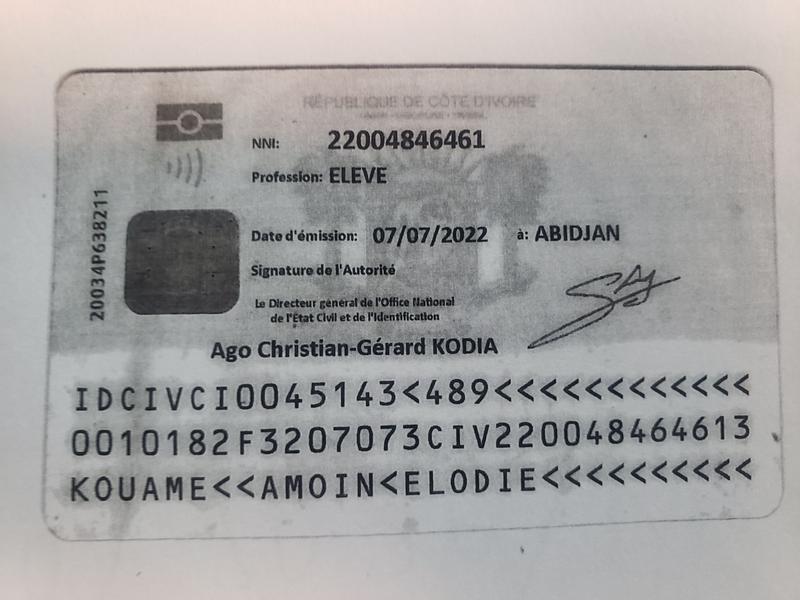 RÉPUBLIQUE DE CÔTE D'IVOIRE
NNI: 22004846461
Profession: ELEVE
20034P638211
Date d'émission: 07/07/2022 à: ABIDJAN
Signature de l'Autorité
Le Directeur général de l'Office National
de l'État Civil et de l'Identification
Ago Christian-Gérard KODIA
IDCIVCI0045143<489<<<<<<<<<<<<
0010182F3207073CIV220048464613
KOUAME<<AMOIN<ELODIE<<<<<<<<<<